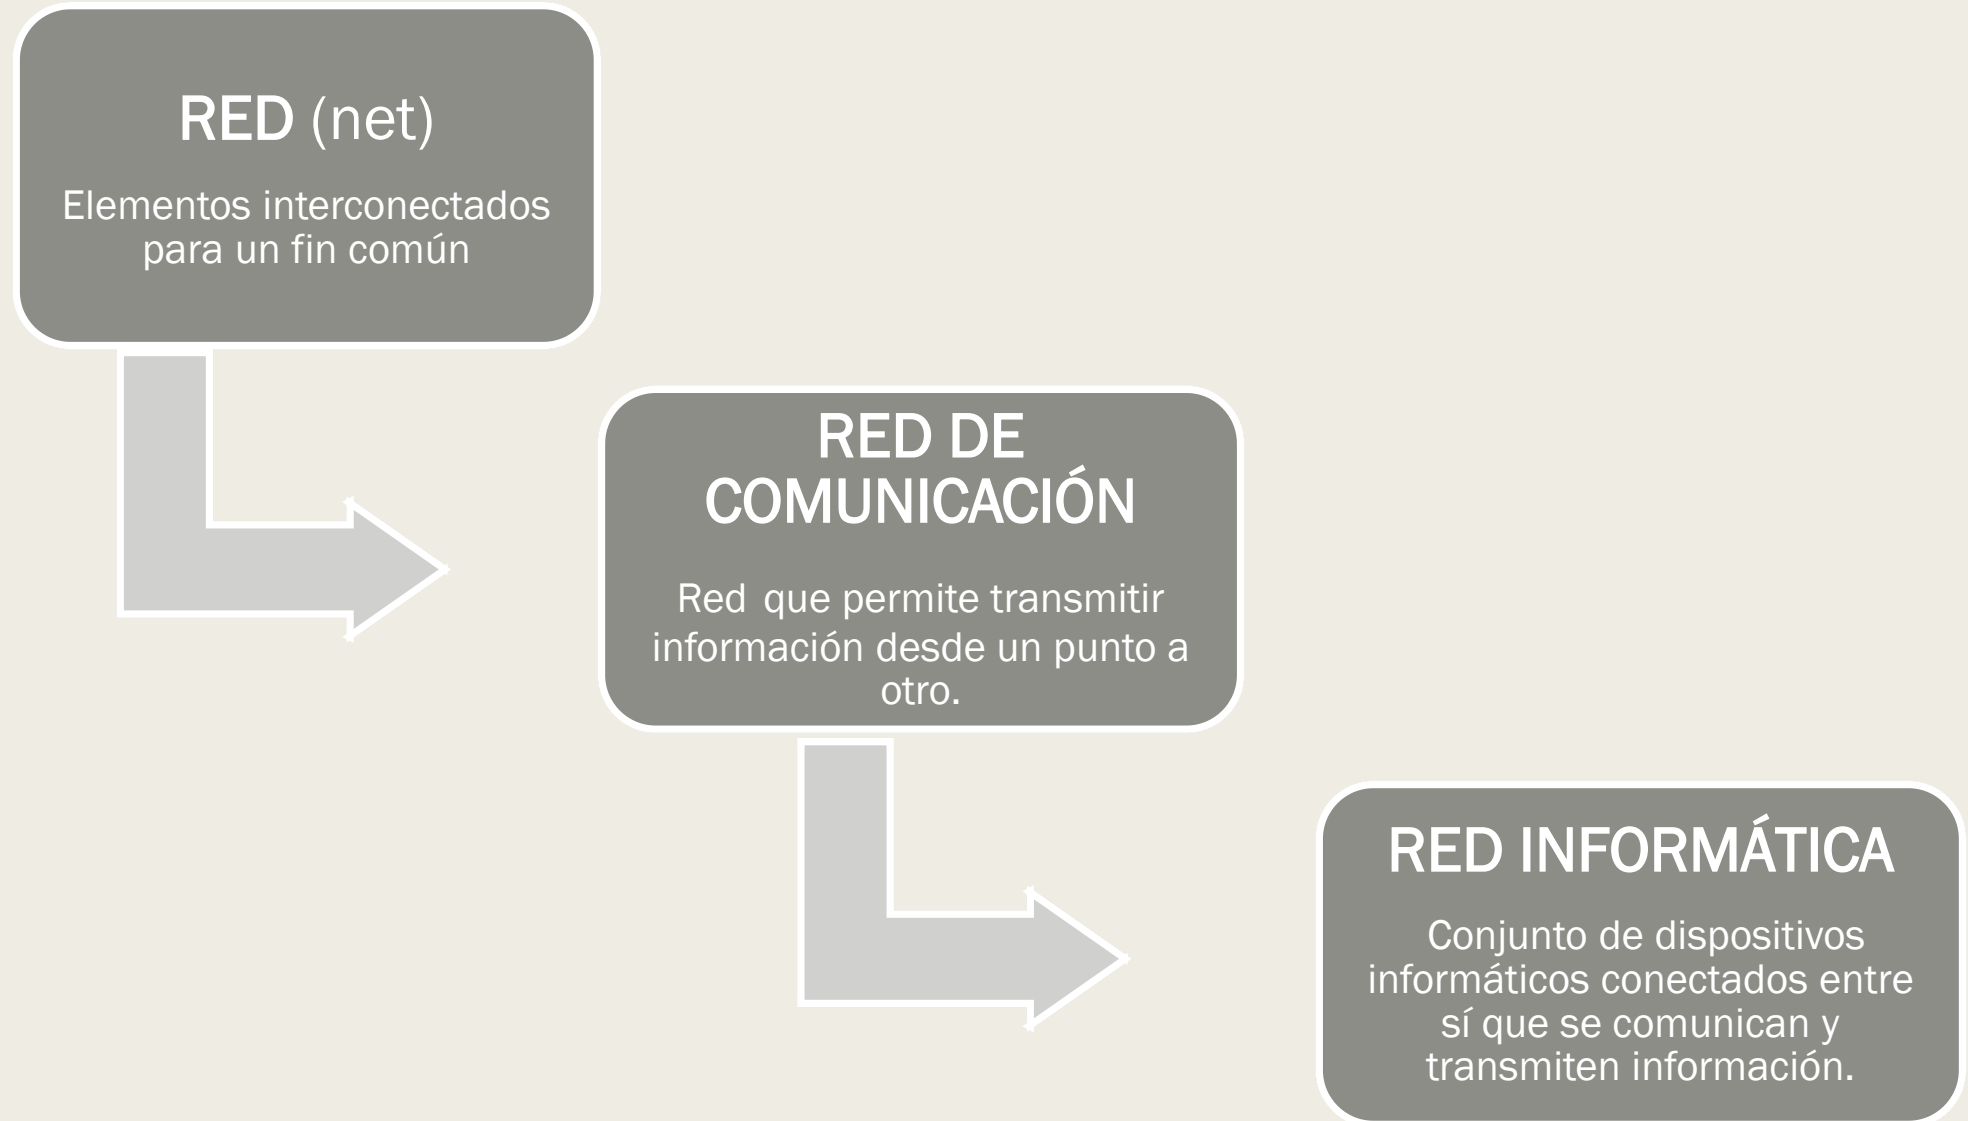 RED (net)
Elementos interconectados
para un fin común
RED DE
COMUNICACIÓN
Red que permite transmitir
información desde un punto a
otro.
RED INFORMÁTICA
Conjunto de dispositivos
informáticos conectados entre
sí que se comunican y
transmiten información.